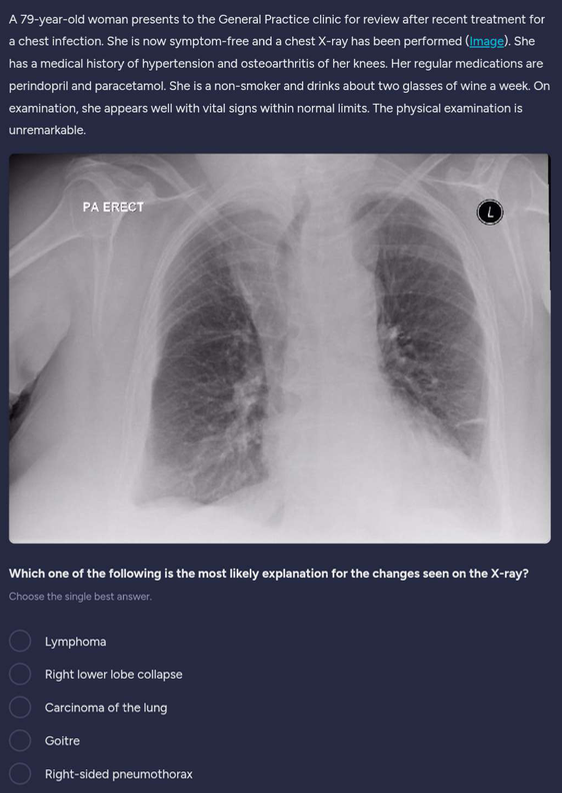 A 79-year-old woman presents to the General Practice clinic for review after recent treatment for
a chest infection. She is now symptom-free and a chest X-ray has been performed (Image). She
has a medical history of hypertension and osteoarthritis of her knees. Her regular medications are
perindopril and paracetamol. She is a non-smoker and drinks about two glasses of wine a week. On
examination, she appears well with vital signs within normal limits. The physical examination is
unremarkable.
PA ERECT
L
Which one of the following is the most likely explanation for the changes seen on the X-ray?
Choose the single best answer.
Lymphoma
Right lower lobe collapse
Carcinoma of the lung
Goitre
Right-sided pneumothorax